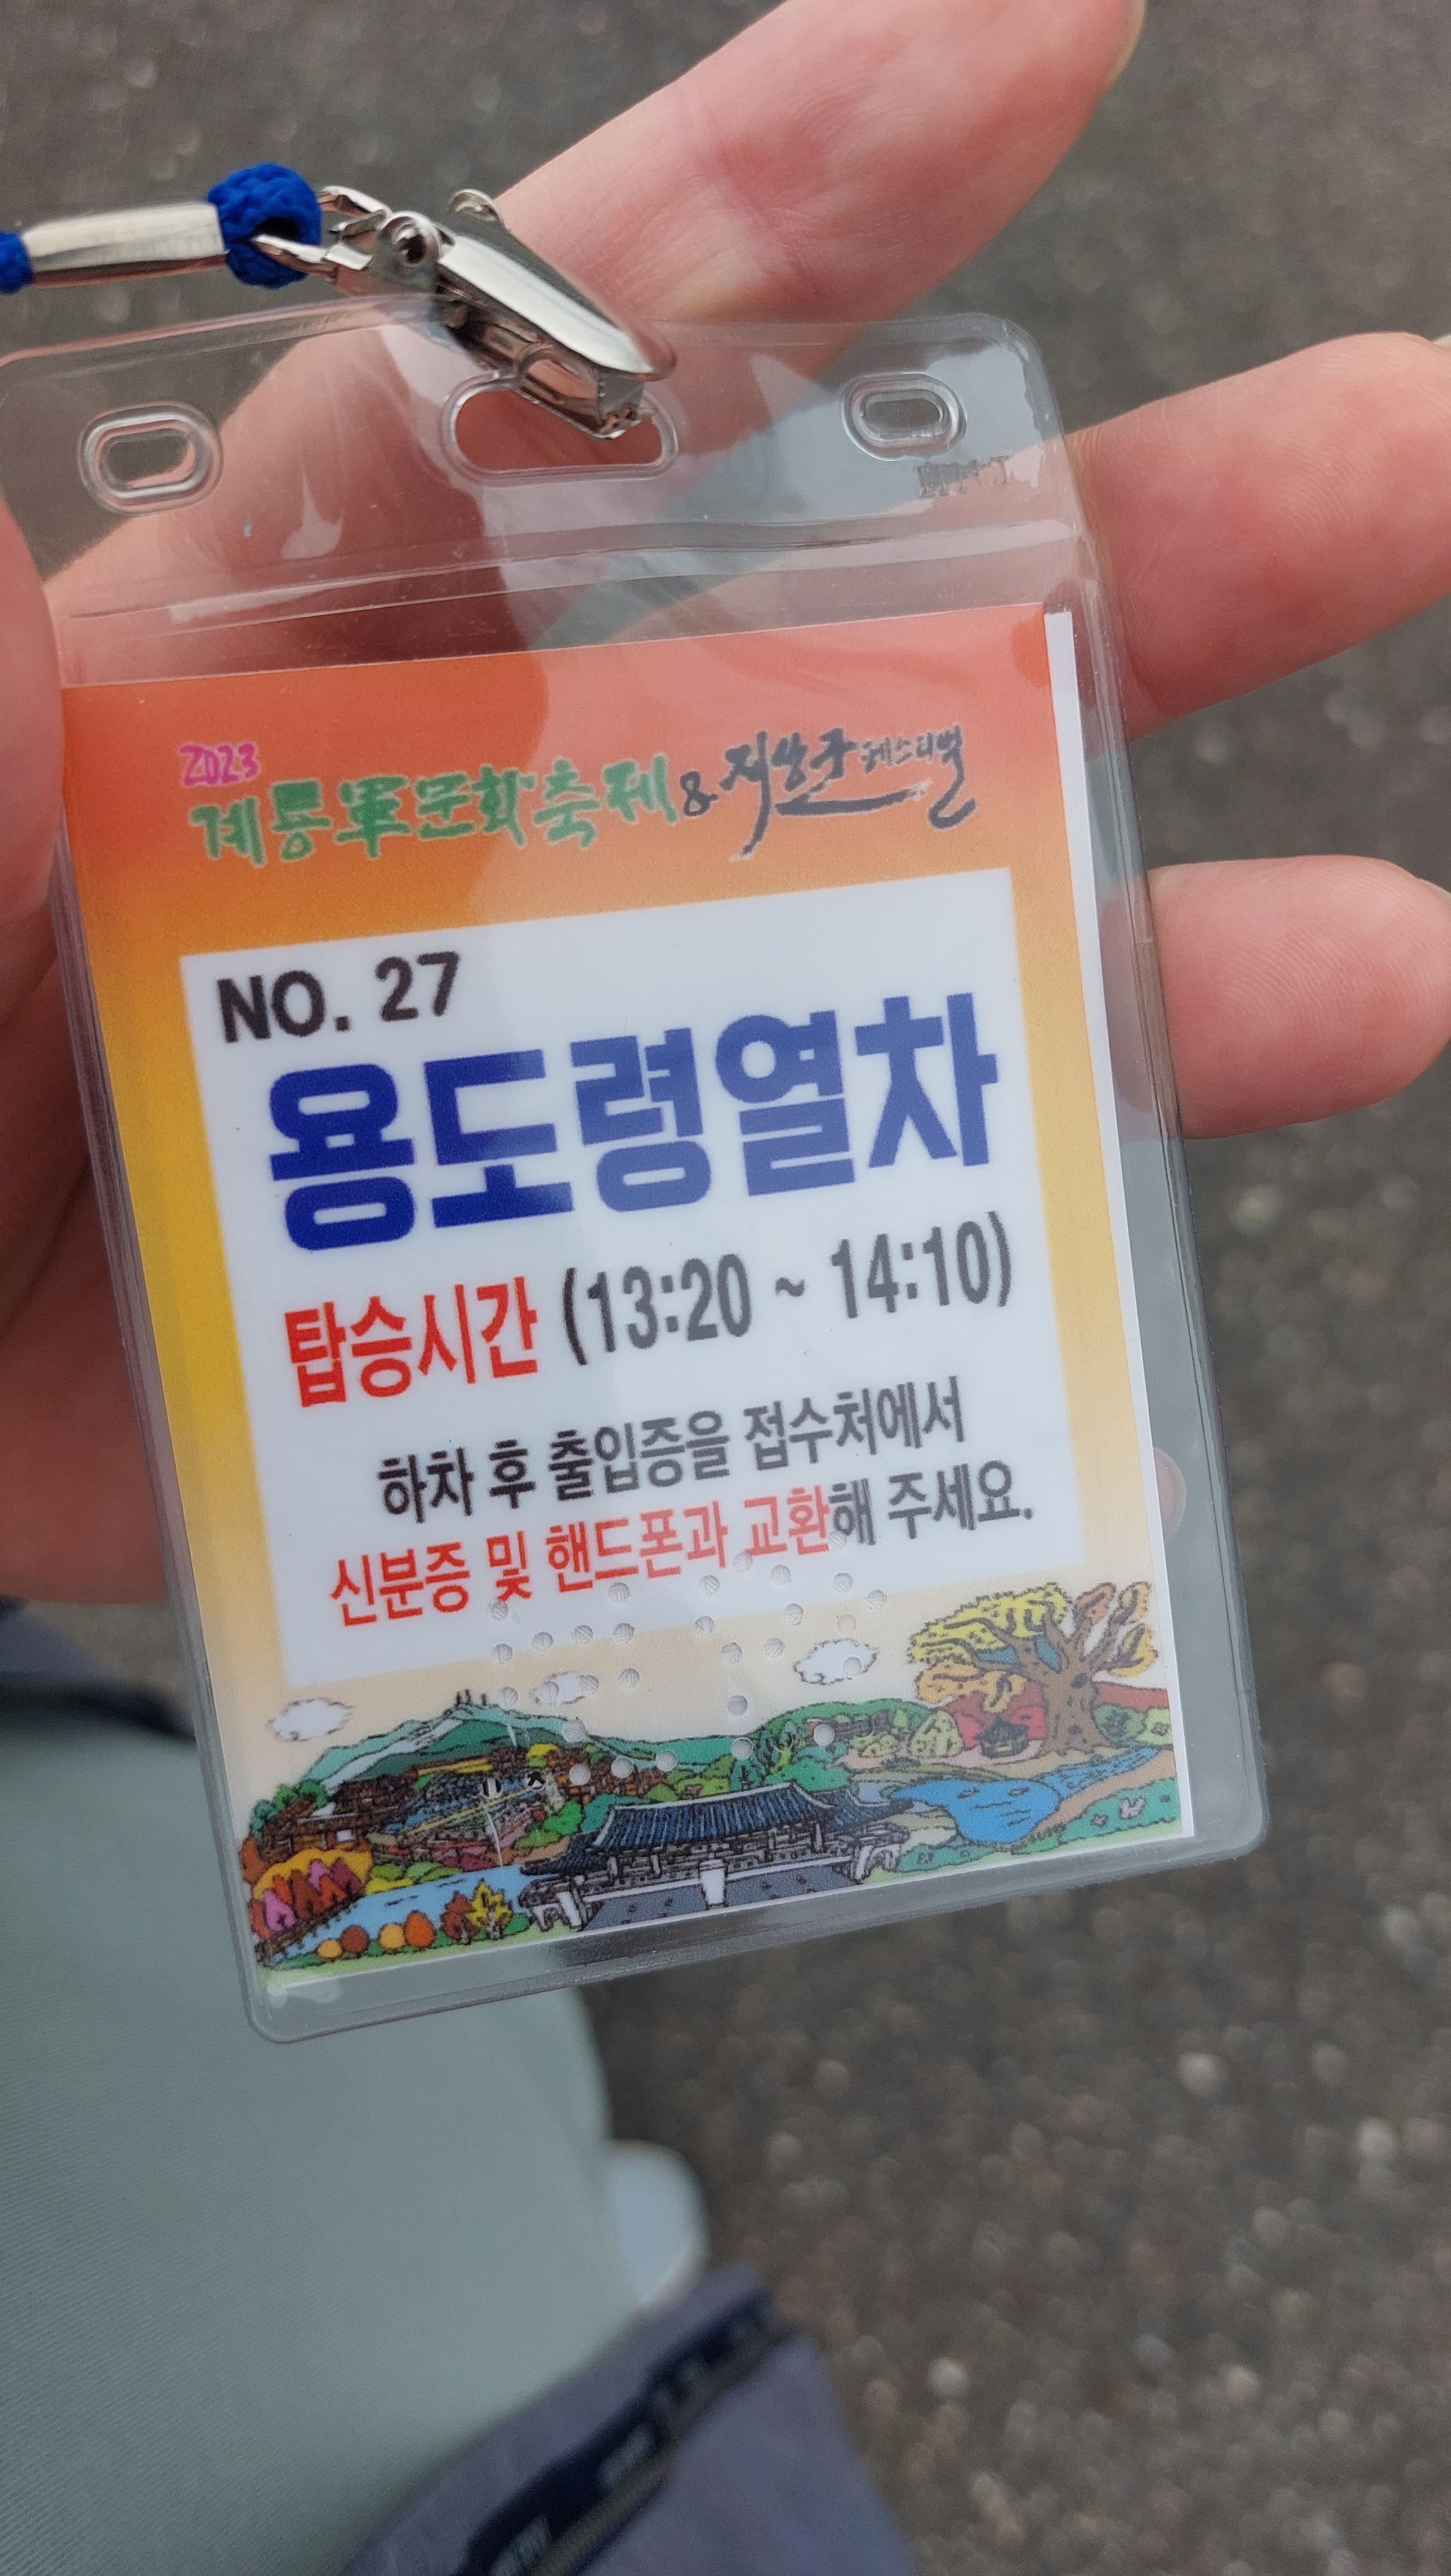 2023
계룡軍문화축제&지상군페스티벌
NO. 27
용도령열차
탑승시간 (13:20 ~ 14:10)
하차 후 출입증을 접수처에서
신분증 및 핸드폰과 교환해 주세요.